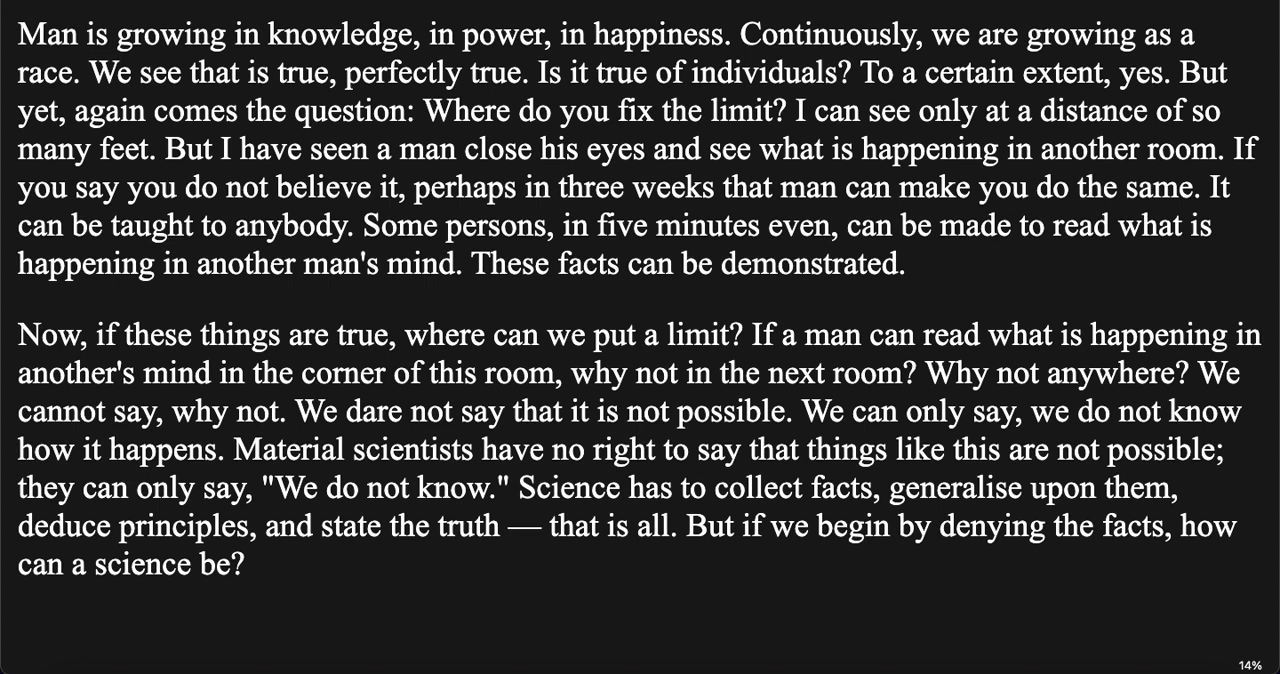 Man is growing in knowledge, in power, in happiness. Continuously, we are growing as a
race. We see that is true, perfectly true. Is it true of individuals? To a certain extent, yes. But
yet, again comes the question: Where do you fix the limit? I can see only at a distance of so
many feet. But I have seen a man close his eyes and see what is happening in another room. If
you say you do not believe it, perhaps in three weeks that man can make you do the same. It
can be taught to anybody. Some persons, in five minutes even, can be made to read what is
happening in another man's mind. These facts can be demonstrated.
Now, if these things are true, where can we put a limit? If a man can read what is happening in
another's mind in the corner of this room, why not in the next room? Why not anywhere? We
cannot say, why not. We dare not say that it is not possible. We can only say, we do not know
how it happens. Material scientists have no right to say that things like this are not possible;
they can only say, "We do not know." Science has to collect facts, generalise upon them,
deduce principles, and state the truth — that is all. But if we begin by denying the facts, how
can a science be?
14%